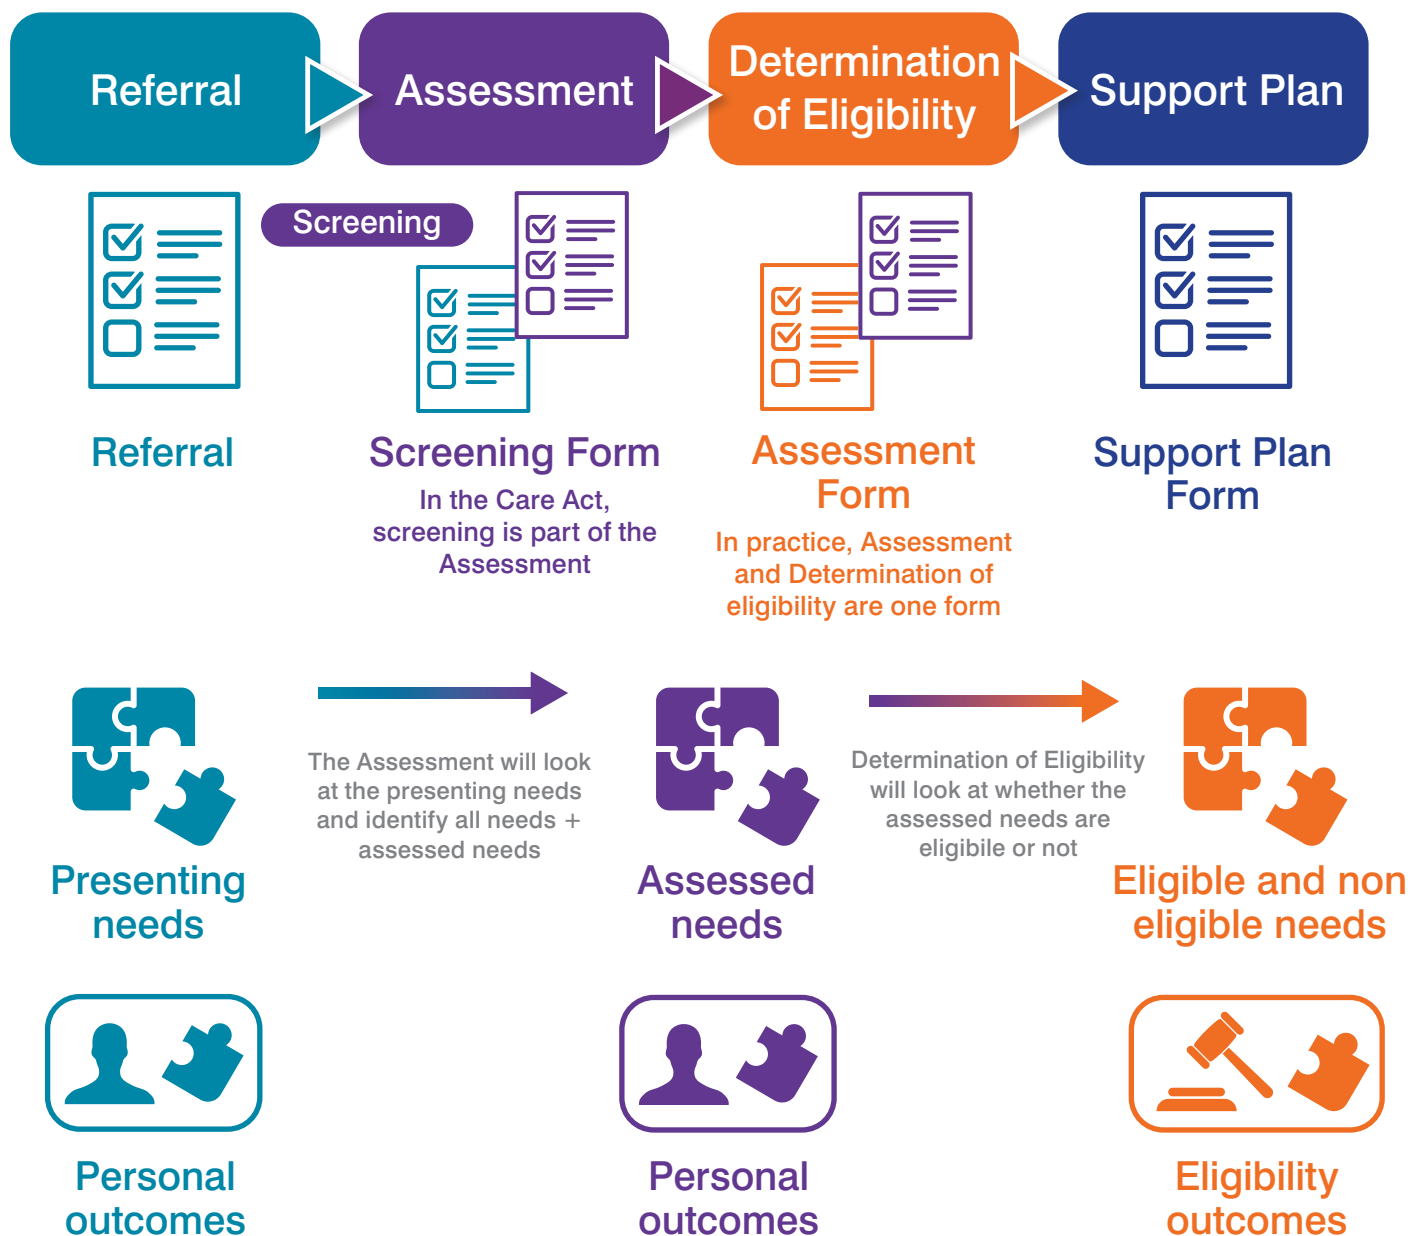 Referral
Assessment
Determination
of Eligibility
Support Plan
Screening
Referral
Screening Form
In the Care Act,
screening is part of the
Assessment
Assessment
Form
In practice, Assessment
and Determination of
eligibility are one form
Support Plan
Form
The Assessment will look
at the presenting needs
and identify all needs +
assessed needs
Determination of Eligibility
will look at whether the
assessed needs are
eligibile or not
Presenting
needs
Assessed
needs
Eligible and non
eligible needs
Personal
outcomes
Personal
outcomes
Eligibility
outcomes